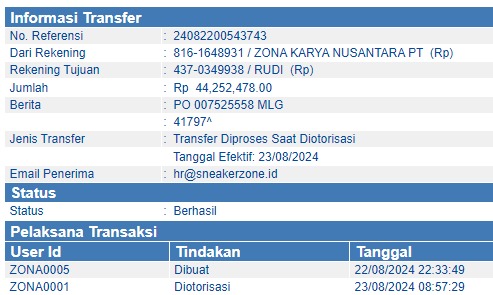 Informasi Transfer
No. Referensi : 24082200543743
Dari Rekening : 816-1648931 / ZONA KARYA NUSANTARA PT (Rp)
Rekening Tujuan : 437-0349938 / RUDI (Rp)
Jumlah : Rp 44,252,478.00
Berita : PO 007525558 MLG
: 41797^
Jenis Transfer : Transfer Diproses Saat Diotorisasi
Tanggal Efektif: 23/08/2024
Email Penerima : hr@sneakerzone.id
Status
Status : Berhasil
Pelaksana Transaksi
User Id Tindakan Tanggal
ZONA0005 Dibuat 22/08/2024 22:33:49
ZONA0001 Diotorisasi 23/08/2024 08:57:29